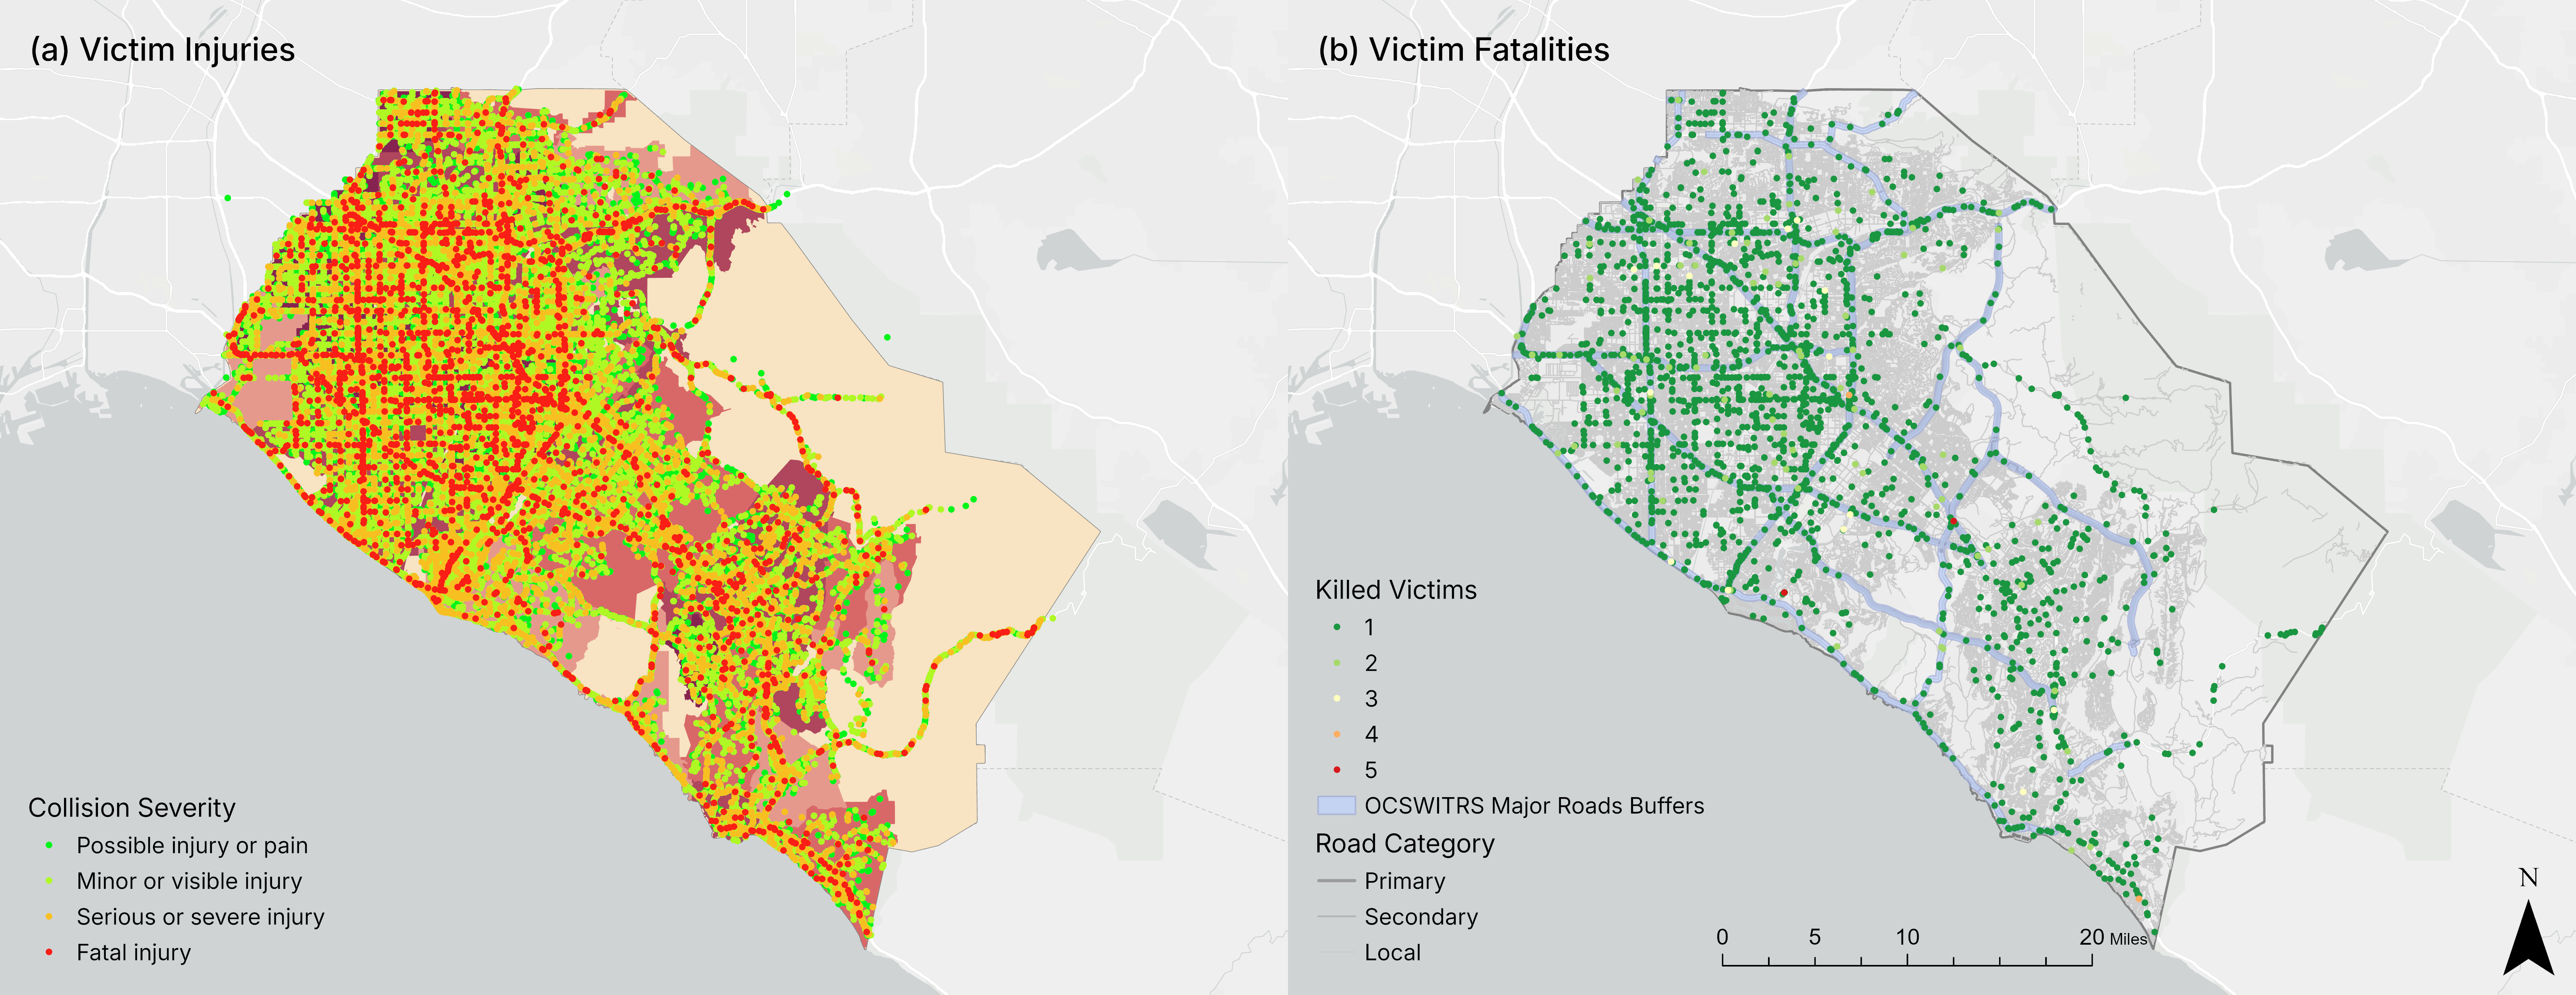 (a) Victim Injuries
Collision Severity
Possible injury or pain
Minor or visible injury
Serious or severe injury
Fatal injury
(b) Victim Fatalities
Killed Victims
1
2
3
4
5
OCSWITRS Major Roads Buffers
Road Category
Primary
Secondary
Local
0 5 10 20 Miles
N